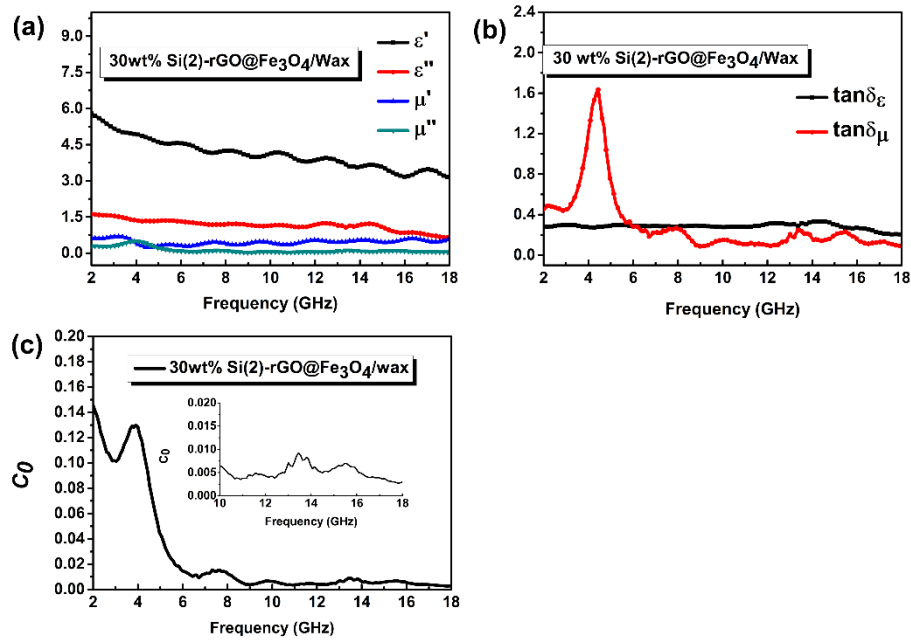 (a)
30wt% Si(2)-rGO@Fe3O4/Wax
ε'
ε''
μ'
μ''
9.0
7.5
6.0
4.5
3.0
1.5
0.0
2 4 6 8 10 12 14 16 18
Frequency (GHz)
(b)
30 wt% Si(2)-rGO@Fe3O4/Wax
tanδε
tanδμ
2.4
2.0
1.6
1.2
0.8
0.4
0.0
2 4 6 8 10 12 14 16 18
Frequency (GHz)
(c)
30wt% Si(2)-rGO@Fe3O4/wax
C0
0.20
0.18
0.16
0.14
0.12
0.10
0.08
0.06
0.04
0.02
0.00
2 4 6 8 10 12 14 16 18
Frequency (GHz)
C0
0.020
0.015
0.010
0.005
0.000
10 12 14 16 18
Frequency (GHz)